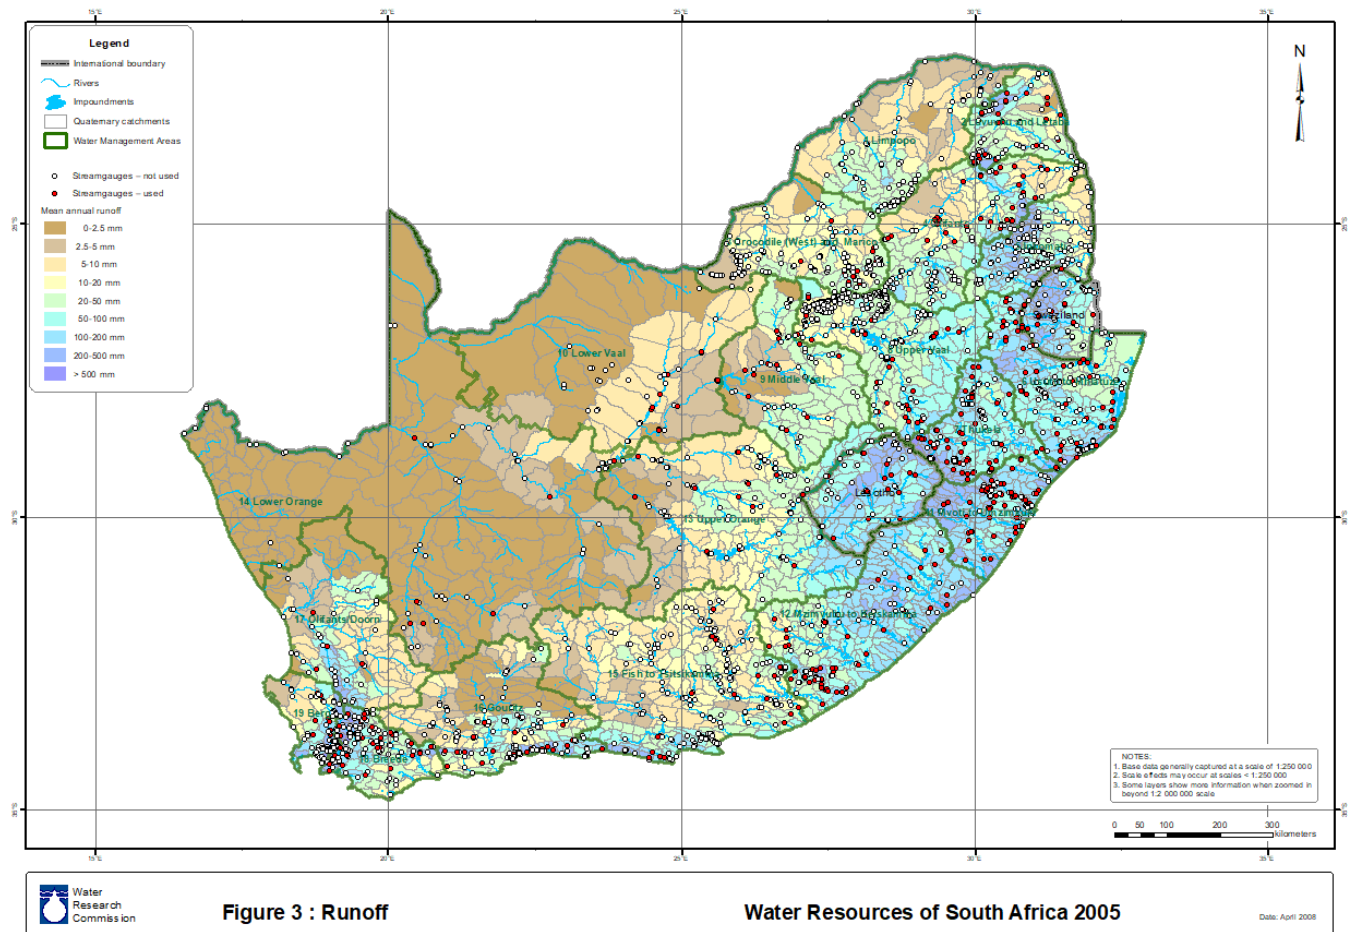 Legend
International boundary
Rivers
Impoundments
Quaternary catchments
Water Management Areas
Streamgauges – not used
Streamgauges – used
Mean annual runoff
0-2.5 mm
2.5-5 mm
5-10 mm
10-20 mm
20-50 mm
50-100 mm
100-200 mm
200-500 mm
> 500 mm
N
Limpopo
Crocodile (West) and Marico
Swaziland
10 Lower Vaal
Upper Vaal
9 Middle Vaal
Lesotho
14 Lower Orange
13 Upper Orange
12 Mzimvubu to Keiskamma
17 Olifants/Doorn
15 Fish to Tsitsikamma
16 Gouritz
19 Berg
18 Breede
NOTES:
1. Base data generally captured at a scale of 1:250 000
2. Scale effects may occur at scales < 1:250 000
3. Some layers show more information when zoomed in
beyond 1:2 000 000 scale
0 50 100 200 300
kilometers
15°E 20°E 25°E 30°E 35°E
Water
Research
Commission
Figure 3 : Runoff
Water Resources of South Africa 2005
Date: April 2008